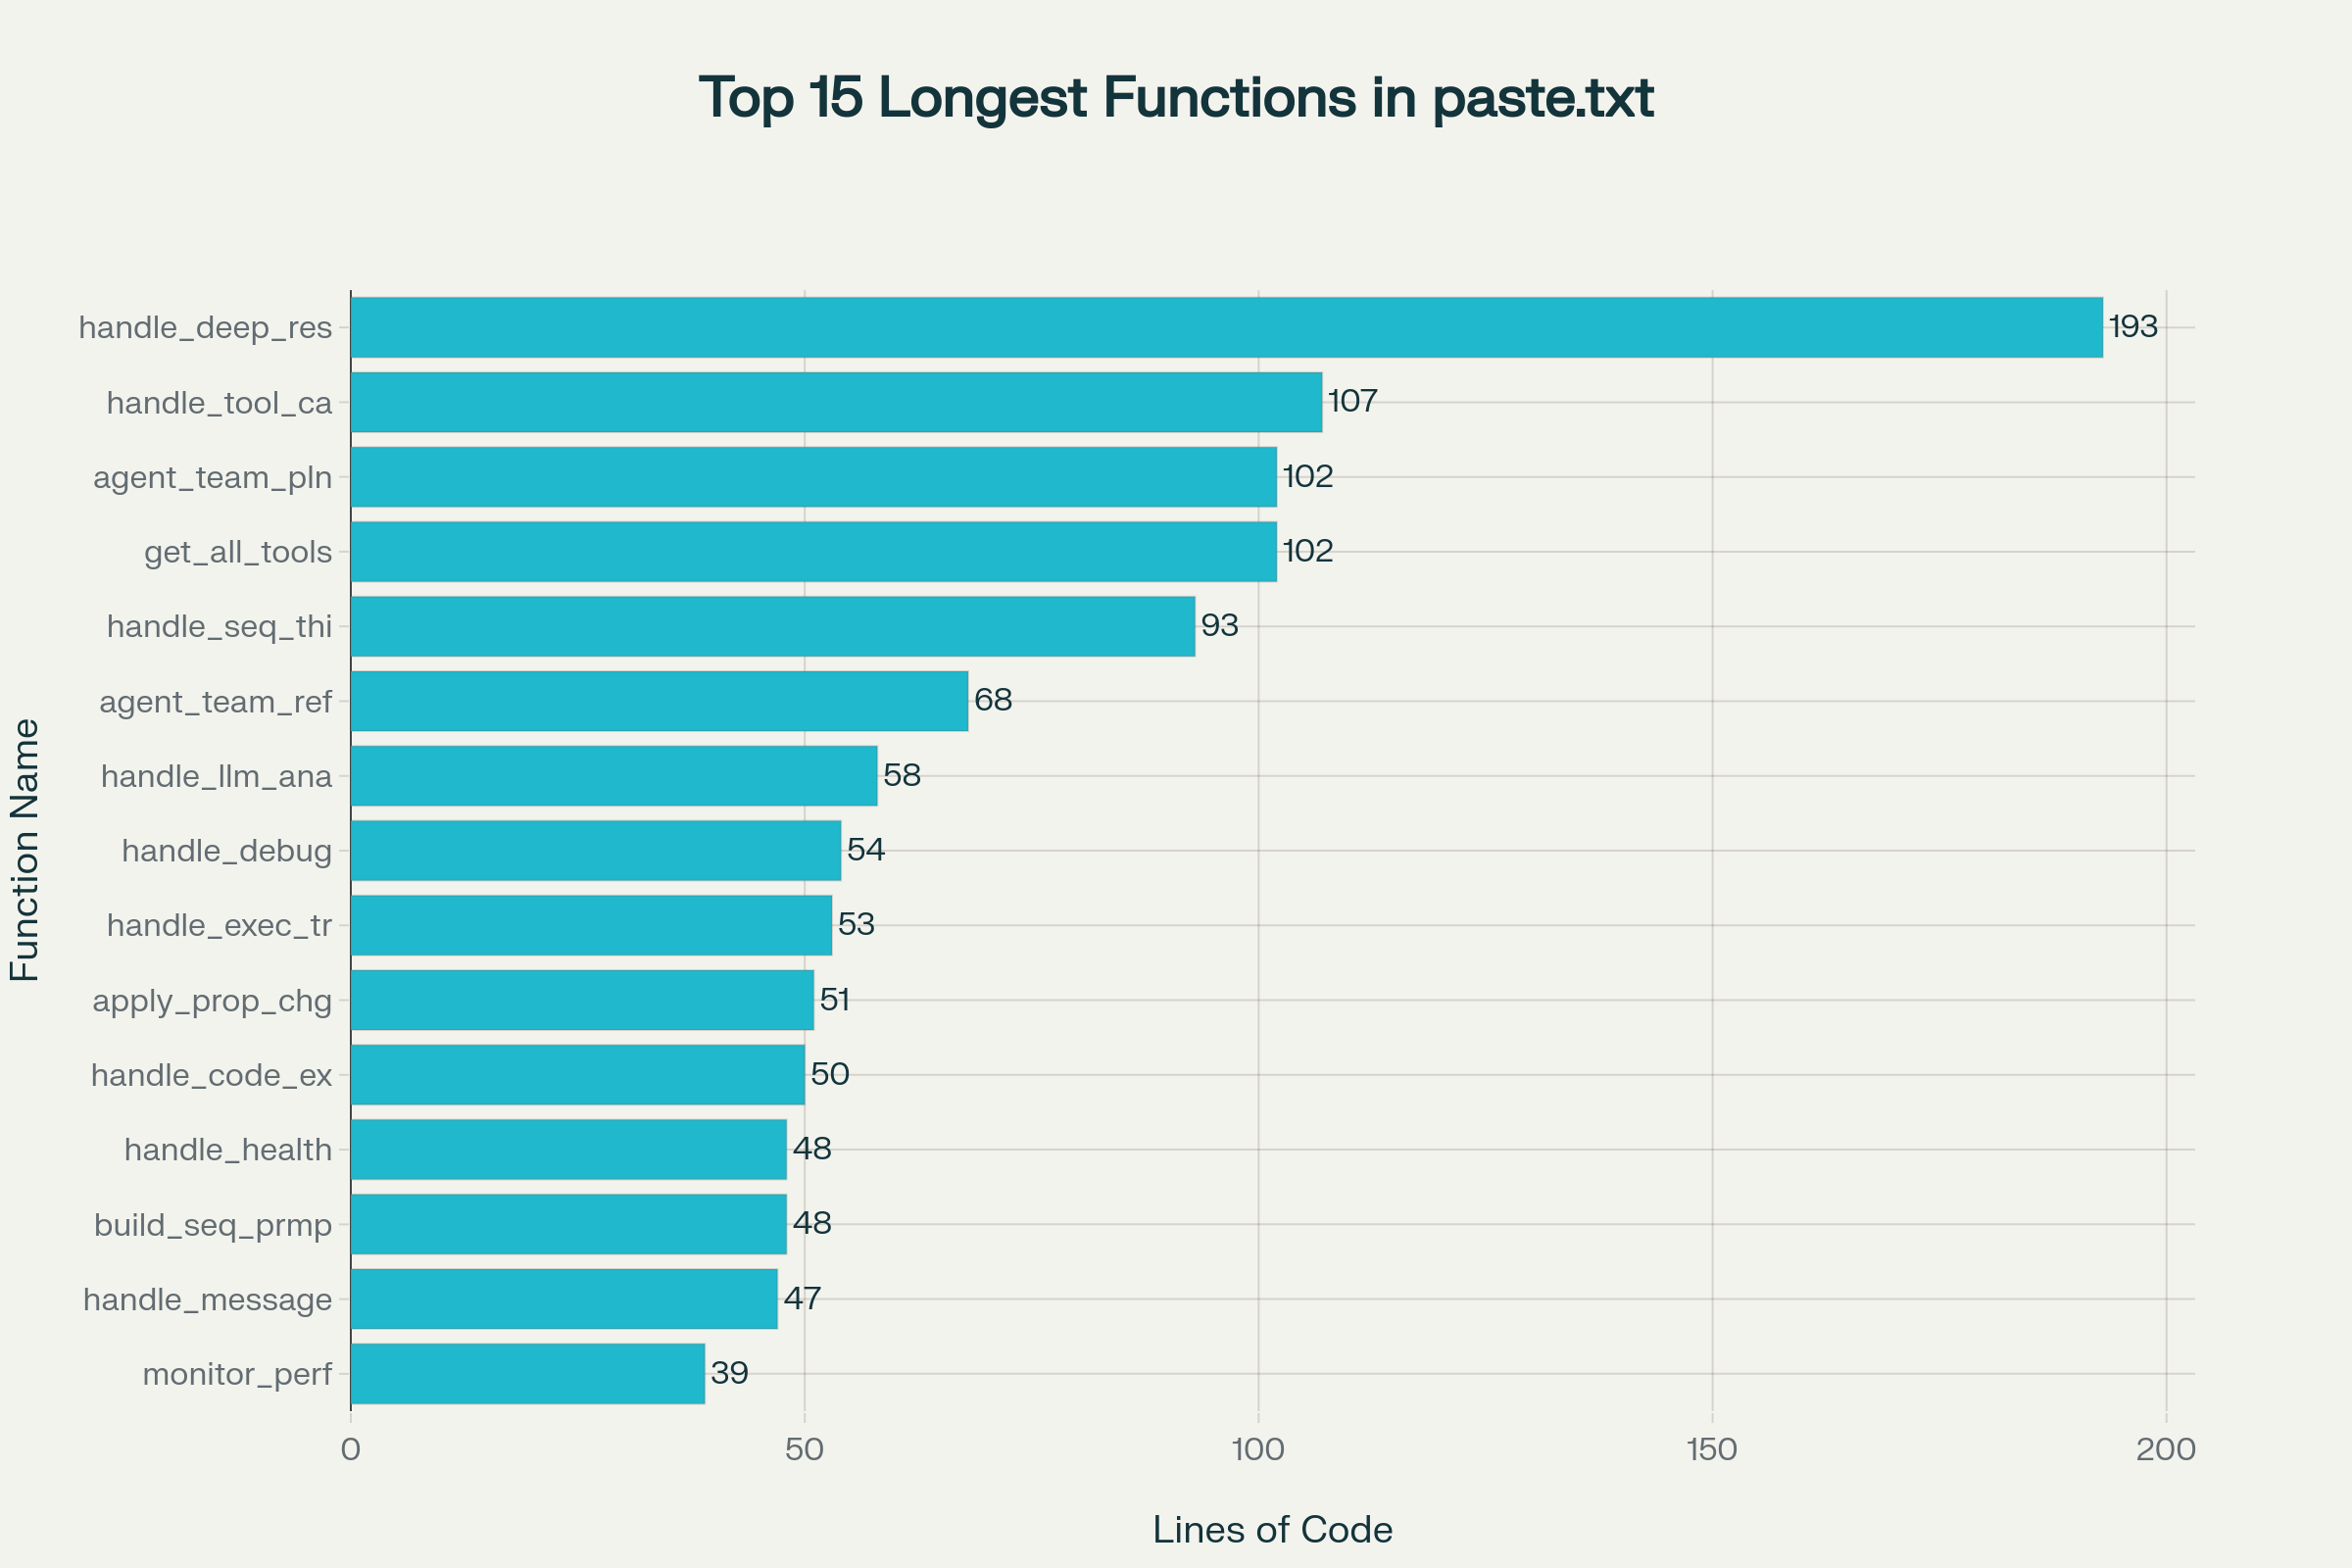 Top 15 Longest Functions in paste.txt
Function Name
handle_deep_res 193
handle_tool_ca 107
agent_team_pln 102
get_all_tools 102
handle_seq_thi 93
agent_team_ref 68
handle_llm_ana 58
handle_debug 54
handle_exec_tr 53
apply_prop_chg 51
handle_code_ex 50
handle_health 48
build_seq_prmp 48
handle_message 47
monitor_perf 39
0 50 100 150 200
Lines of Code